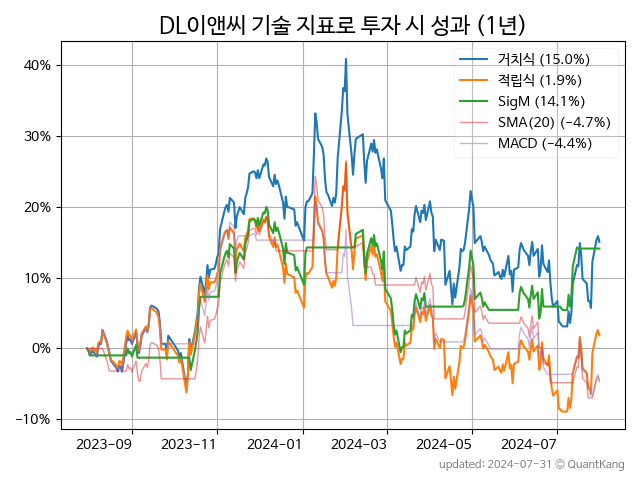 DL이앤씨 기술 지표로 투자 시 성과 (1년)
40%
30%
20%
10%
0%
−10%
거치식 (15.0%)
적립식 (1.9%)
SigM (14.1%)
SMA(20) (−4.7%)
MACD (−4.4%)
2023-09
2023-11
2024-01
2024-03
2024-05
2024-07
updated: 2024-07-31 © QuantKang